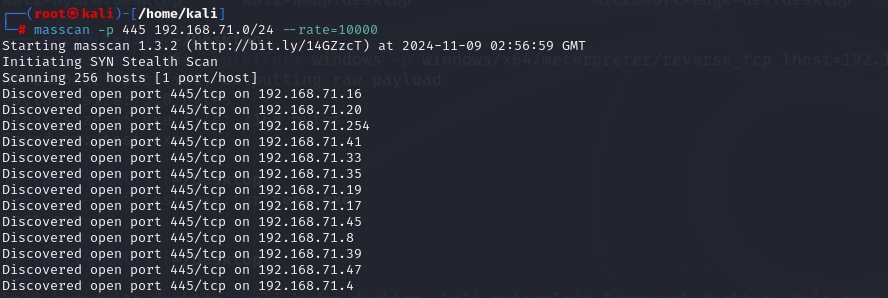 ┌──(root㉿kali)-[/home/kali]
└─# masscan -p 445 192.168.71.0/24 --rate=10000
Starting masscan 1.3.2 (http://bit.ly/14GZzcT) at 2024-11-09 02:56:59 GMT
Initiating SYN Stealth Scan
Scanning 256 hosts [1 port/host]
Discovered open port 445/tcp on 192.168.71.16
Discovered open port 445/tcp on 192.168.71.20
Discovered open port 445/tcp on 192.168.71.254
Discovered open port 445/tcp on 192.168.71.41
Discovered open port 445/tcp on 192.168.71.33
Discovered open port 445/tcp on 192.168.71.35
Discovered open port 445/tcp on 192.168.71.19
Discovered open port 445/tcp on 192.168.71.17
Discovered open port 445/tcp on 192.168.71.45
Discovered open port 445/tcp on 192.168.71.8
Discovered open port 445/tcp on 192.168.71.39
Discovered open port 445/tcp on 192.168.71.47
Discovered open port 445/tcp on 192.168.71.4